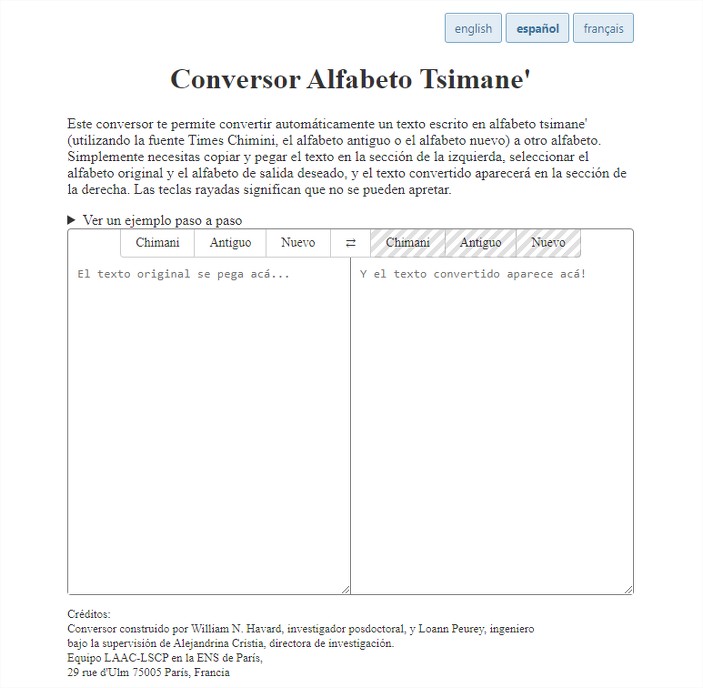 english español français
Conversor Alfabeto Tsimane'
Este conversor te permite convertir automáticamente un texto escrito en alfabeto tsimane'
(utilizando la fuente Times Chimini, el alfabeto antiguo o el alfabeto nuevo) a otro alfabeto.
Simplemente necesitas copiar y pegar el texto en la sección de la izquierda, seleccionar el
alfabeto original y el alfabeto de salida deseado, y el texto convertido aparecerá en la sección de
la derecha. Las teclas rayadas significan que no se pueden apretar.
▶ Ver un ejemplo paso a paso
Chimani Antiguo Nuevo ⇄ Chimani Antiguo Nuevo
El texto original se pega acá... Y el texto convertido aparece acá!
Créditos:
Conversor construido por William N. Havard, investigador posdoctoral, y Loann Peurey, ingeniero
bajo la supervisión de Alejandrina Cristia, directora de investigación.
Equipo LAAC-LSCP en la ENS de París,
29 rue d'Ulm 75005 París, Francia